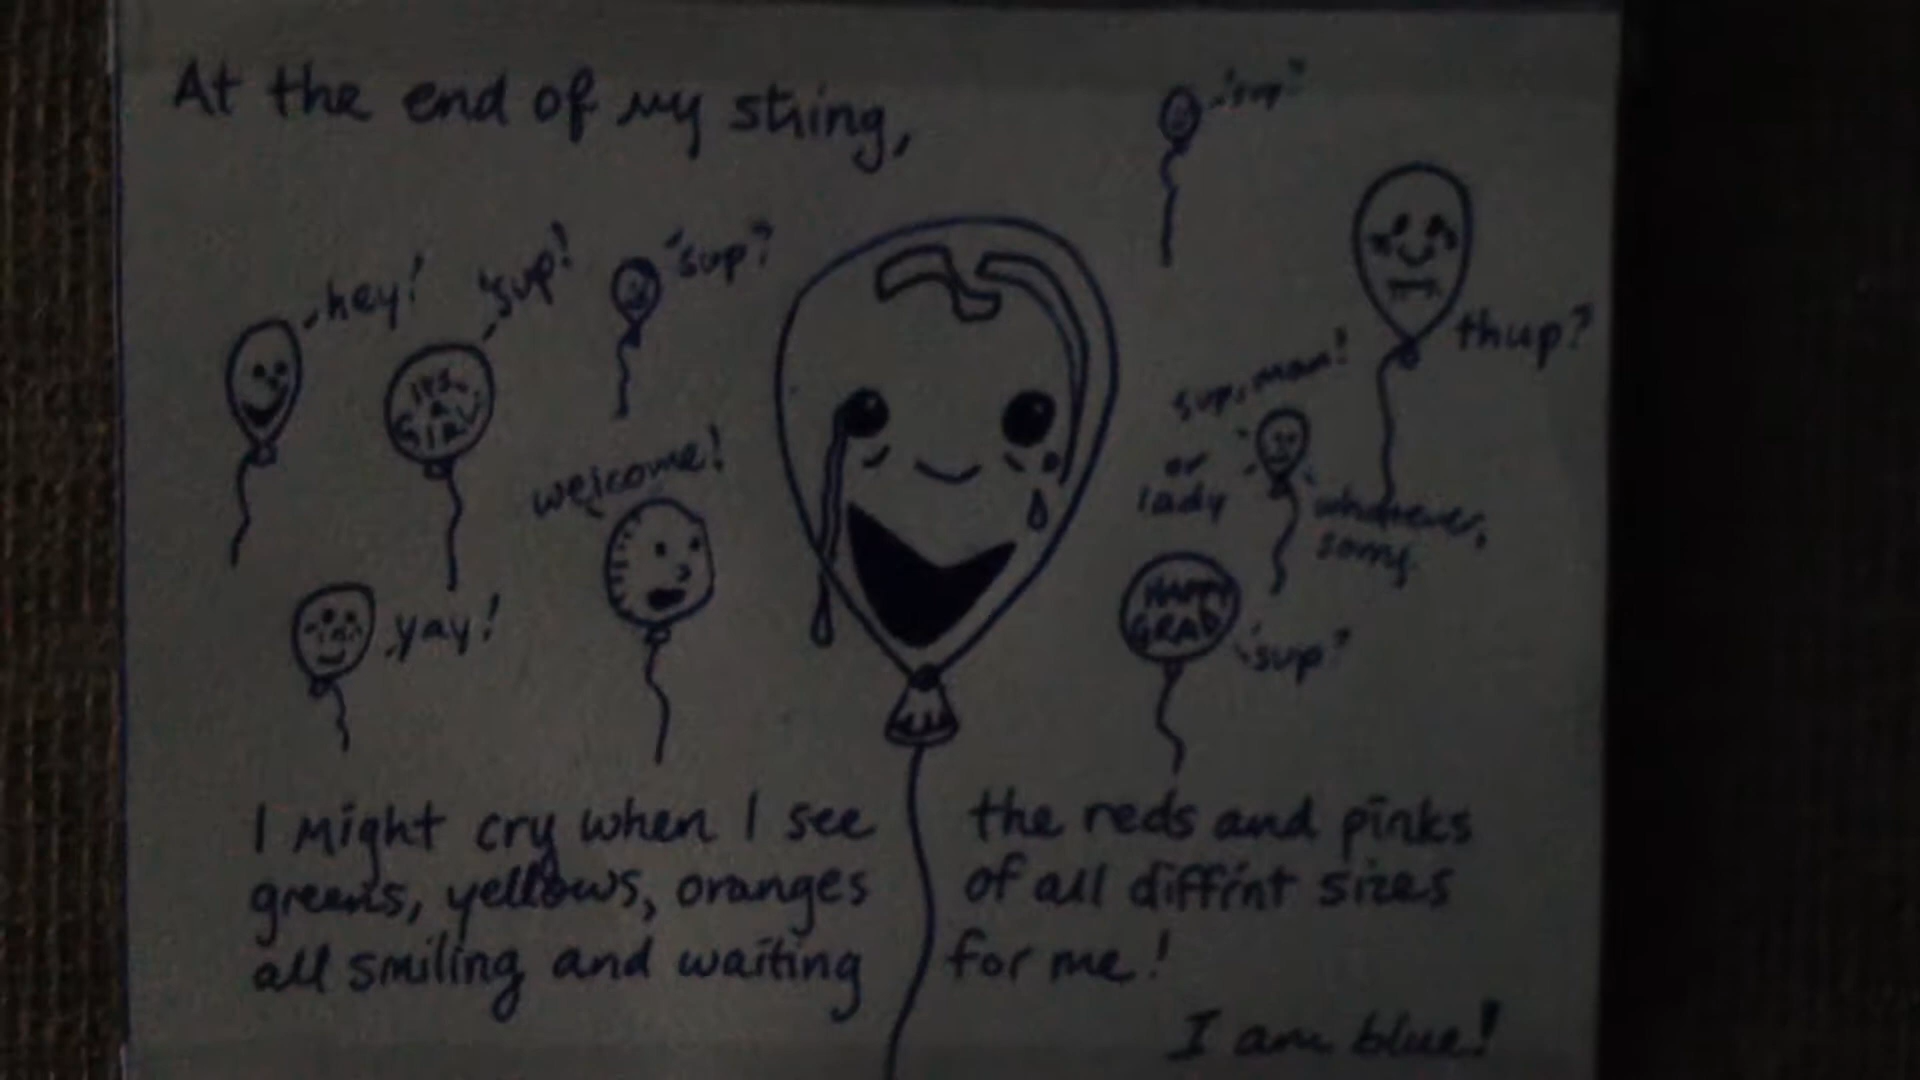 At the end of my string,
'sup?
hey!
'sup!
'sup?
thup?
IT'S
A
GIRL
sup, man!
welcome!
or
lady
whatever,
sorry
HAPPY
GRAD
yay!
'sup?
I might cry when I see the reds and pinks
greens, yellows, oranges of all diffrint sizes
all smiling and waiting for me!
I am blue!